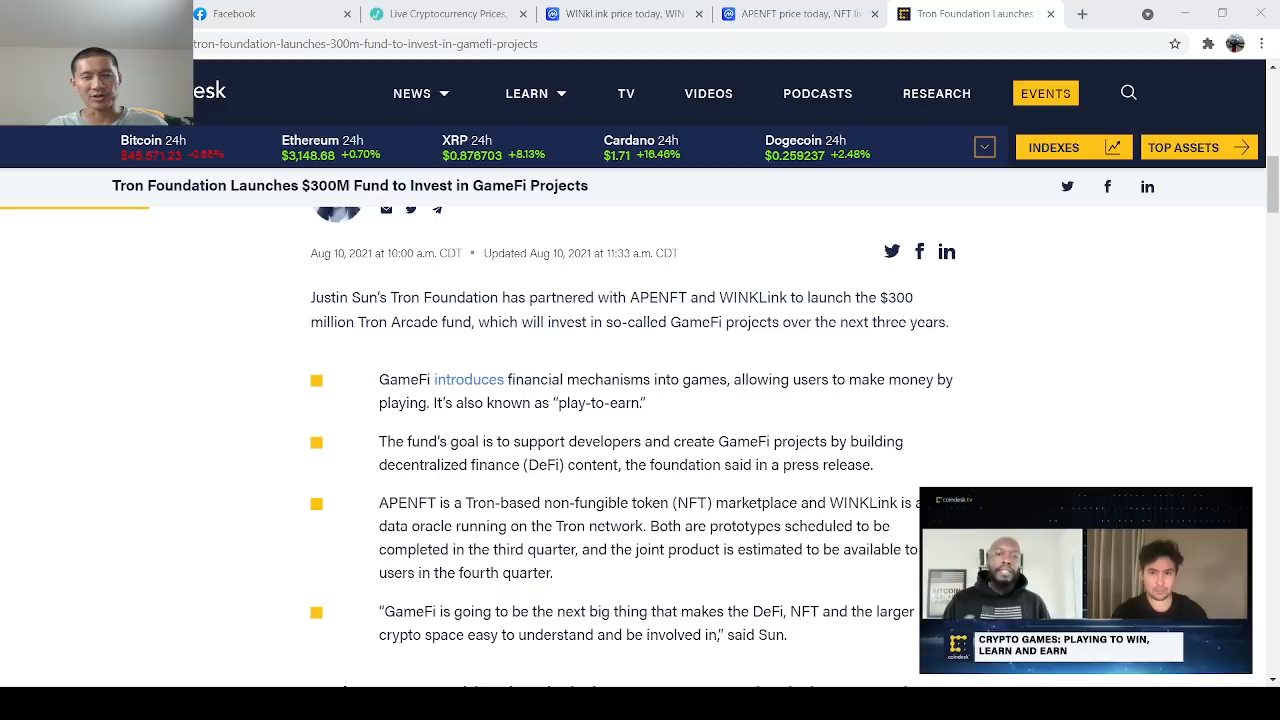 Facebook
Live Cryptocurrency Prices,
WINkLink price today, WIN
APENFT price today, NFT liv
Tron Foundation Launches
tron-foundation-launches-300m-fund-to-invest-in-gamefi-projects
esk
NEWS
LEARN
TV
VIDEOS
PODCASTS
RESEARCH
EVENTS
Bitcoin 24h
Ethereum 24h
XRP 24h
Cardano 24h
Dogecoin 24h
$45,571.23 -0.88%
$3,148.68 +0.70%
$0.876703 +8.13%
$1.71 +16.46%
$0.259237 +2.48%
INDEXES
TOP ASSETS
Tron Foundation Launches $300M Fund to Invest in GameFi Projects
Aug 10, 2021 at 10:00 a.m. CDT
Updated Aug 10, 2021 at 11:33 a.m. CDT
Justin Sun's Tron Foundation has partnered with APENFT and WINKLink to launch the $300
million Tron Arcade fund, which will invest in so-called GameFi projects over the next three years.
GameFi introduces financial mechanisms into games, allowing users to make money by
playing. It's also known as “play-to-earn.”
The fund's goal is to support developers and create GameFi projects by building
decentralized finance (DeFi) content, the foundation said in a press release.
APENFT is a Tron-based non-fungible token (NFT) marketplace and WINKLink is a
data oracle running on the Tron network. Both are prototypes scheduled to be
completed in the third quarter, and the joint product is estimated to be available to
users in the fourth quarter.
“GameFi is going to be the next big thing that makes the DeFi, NFT and the larger
crypto space easy to understand and be involved in,” said Sun.
coindesk tv
coindesk
CRYPTO GAMES: PLAYING TO WIN,
LEARN AND EARN